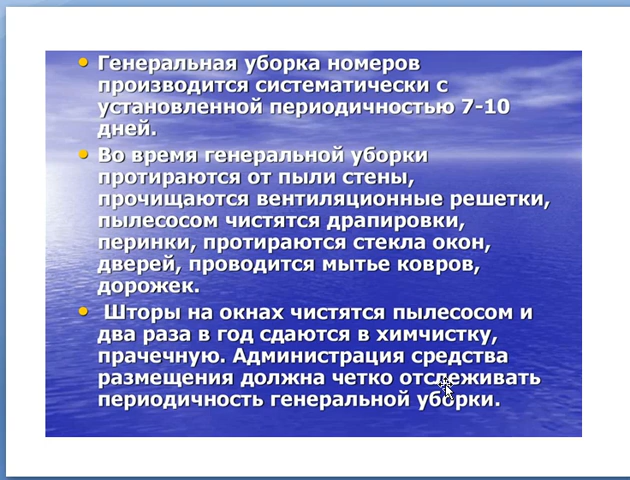 • Генеральная уборка номеров
производится систематически с
установленной периодичностью 7-10
дней.
• Во время генеральной уборки
протираются от пыли стены,
прочищаются вентиляционные решетки,
пылесосом чистятся драпировки,
перинки, протираются стекла окон,
дверей, проводится мытье ковров,
дорожек.
• Шторы на окнах чистятся пылесосом и
два раза в год сдаются в химчистку,
прачечную. Администрация средства
размещения должна четко отслеживать
периодичность генеральной уборки.